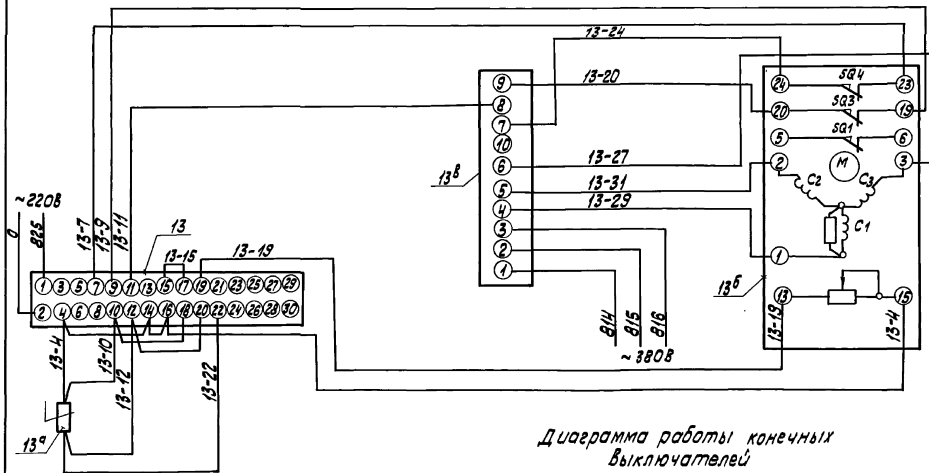 13-24
13-20
13-27
13-31
13-29
9
8
7
10
6
5
4
3
2
1
13в
814
815
816
~ 380В
24
SQ4
23
20
SQ3
19
5
SQ1
6
2
М
3
С2
С3
С1
1
13б
13
15
13-19
13-4
~ 220В
0
825
13-7
13-9
13-11
13
13-15
13-19
1 3 5 7 9 11 13 15 17 19 21 23 25 27 29
2 4 6 8 10 12 14 16 18 20 22 24 26 28 30
13-4
13-10
13-12
13-22
13а
Диаграмма работы конечных
выключателей